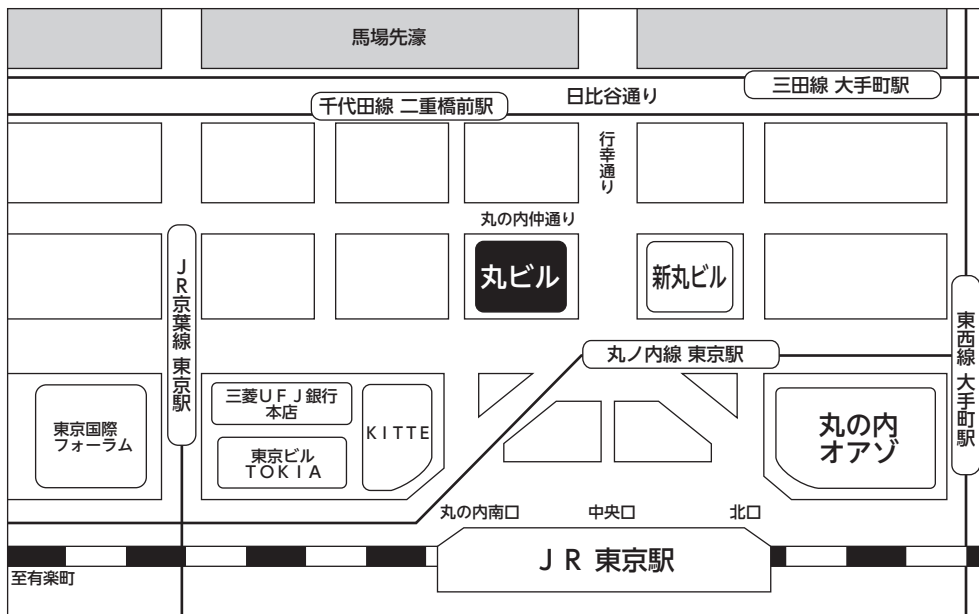 馬場先濠
三田線 大手町駅
日比谷通り
千代田線 二重橋前駅
行幸通り
丸の内仲通り
丸ビル
新丸ビル
JR京葉線 東京駅
東西線 大手町駅
丸ノ内線 東京駅
東京国際
フォーラム
三菱UFJ銀行
本店
東京ビル
TOKIA
KITTE
丸の内
オアゾ
丸の内南口
中央口
北口
JR 東京駅
至有楽町